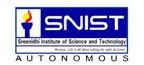 SNIST
Sreenidhi Institute of Science and Technology
AUTONOMOUS